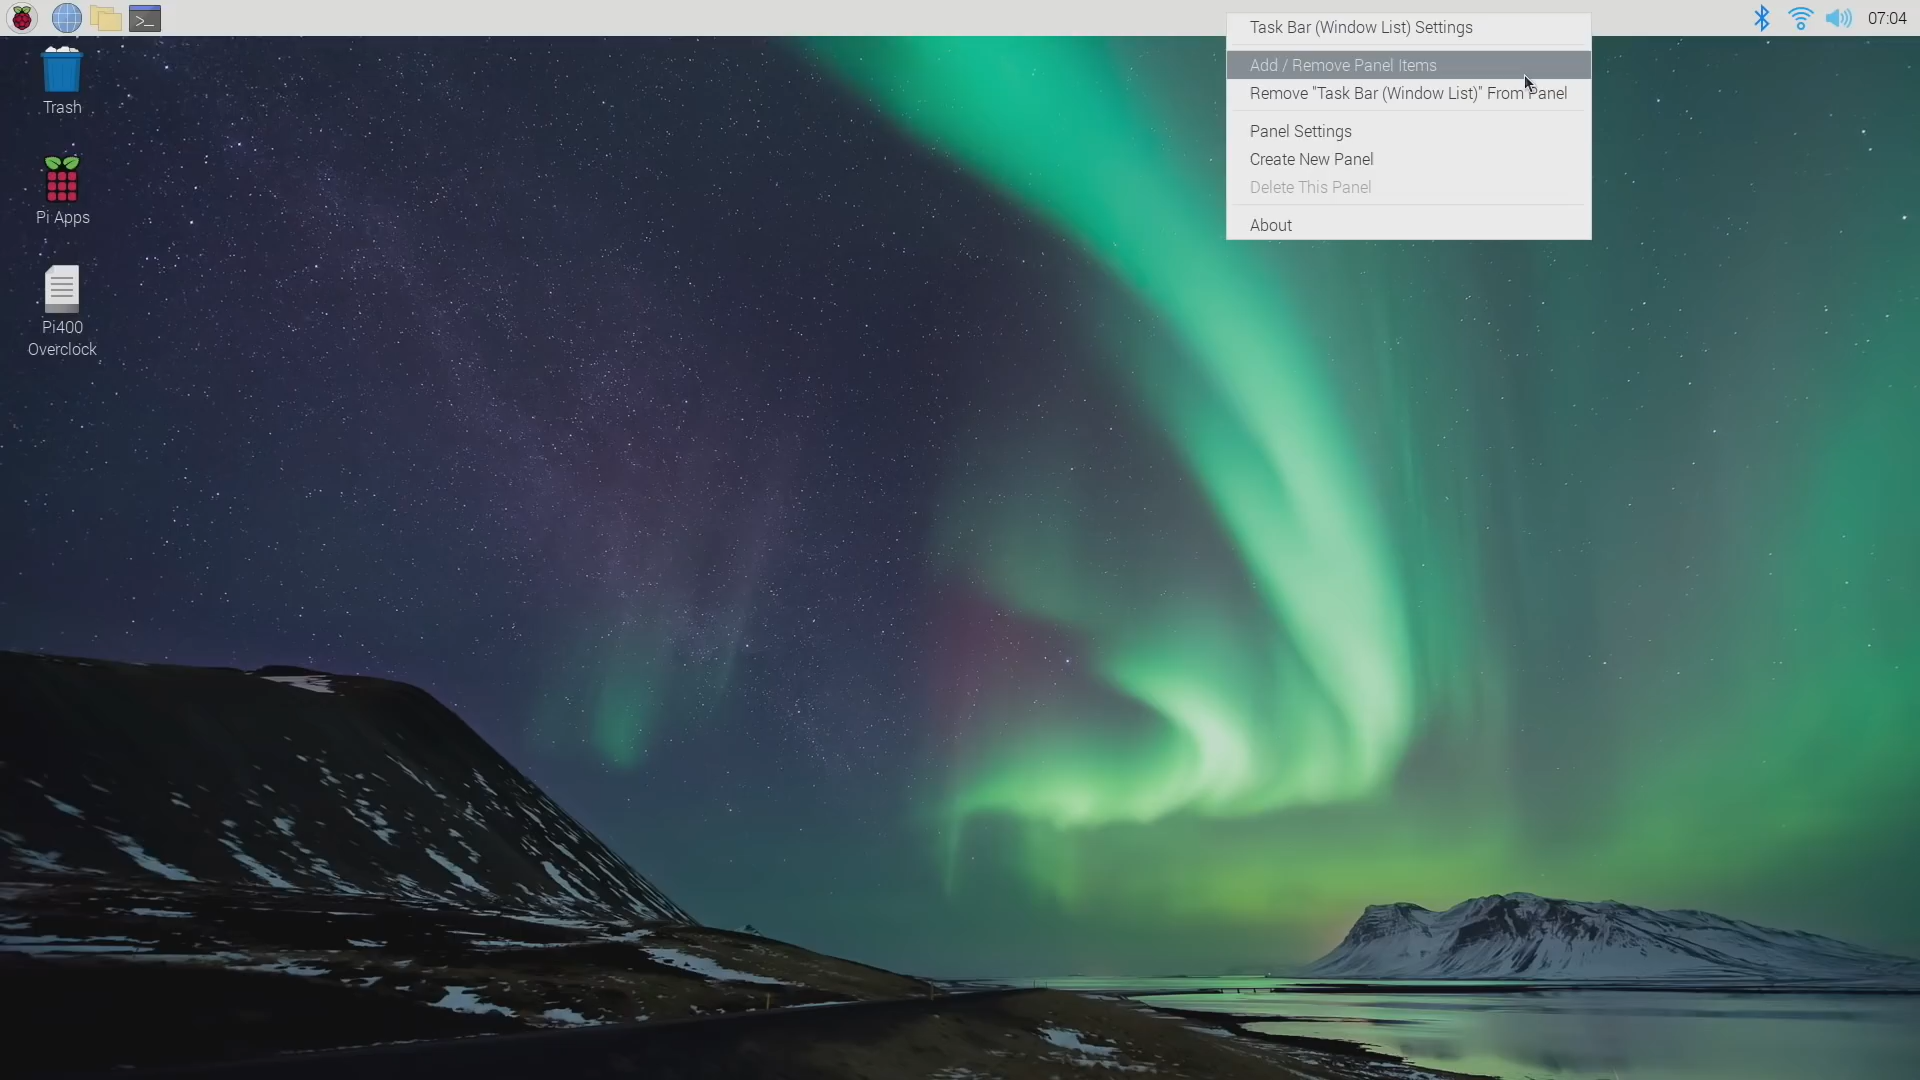 07:04
Task Bar (Window List) Settings
Add / Remove Panel Items
Remove "Task Bar (Window List)" From Panel
Panel Settings
Create New Panel
Delete This Panel
About
Trash
Pi Apps
Pi400
Overclock